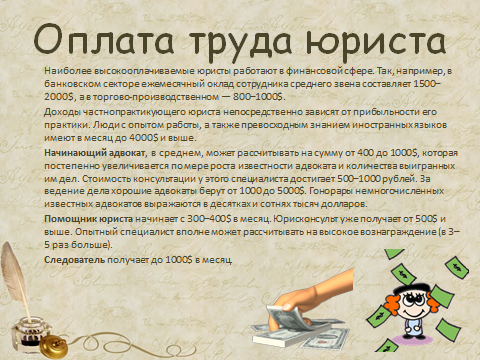 Оплата труда юриста
Наиболее высокооплачиваемые юристы работают в финансовой сфере. Так, например, в
банковском секторе ежемесячный оклад сотрудника среднего звена составляет 1500–
2000$, а в торгово-производственном — 800–1000$.
Доходы частнопрактикующего юриста непосредственно зависят от прибыльности его
практики. Люди с опытом работы, а также превосходным знанием иностранных языков
имеют в месяц до 4000$ и выше.
Начинающий адвокат, в среднем, может рассчитывать на сумму от 400 до 1000$, которая
постепенно увеличивается по мере роста известности адвоката и количества выигранных
им дел. Стоимость консультации у этого специалиста достигает 500–1000 рублей. За
ведение дела хорошие адвокаты берут от 1000 до 5000$. Гонорары немногочисленных
известных адвокатов выражаются в десятках и сотнях тысяч долларов.
Помощник юриста начинает с 300–400$ в месяц. Юрисконсульт уже получает от 500$ и
выше. Опытный специалист вполне может рассчитывать на высокое вознаграждение (в 3–
5 раз больше).
Следователь получает до 1000$ в месяц.